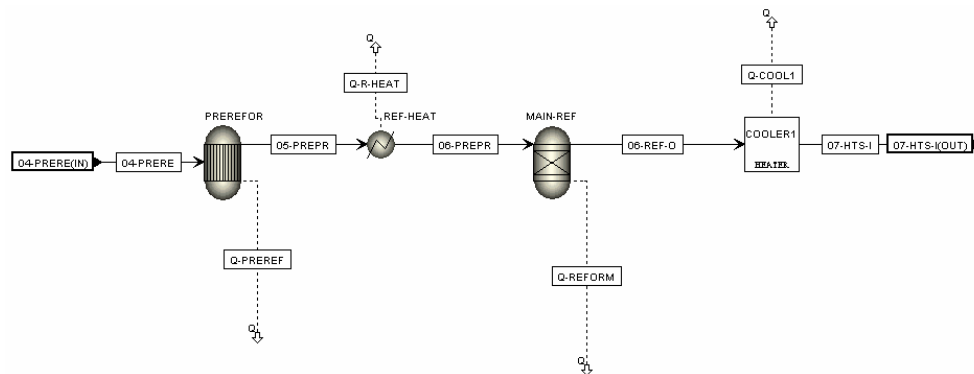 Q
Q
Q-R-HEAT
Q-COOL1
PREREFOR
REF-HEAT
MAIN-REF
04-PRERE(IN)
04-PRERE
05-PREPR
06-PREPR
06-REF-O
COOLER1
HEATER
07-HTS-I
07-HTS-I(OUT)
Q-PREREF
Q-REFORM
Q
Q